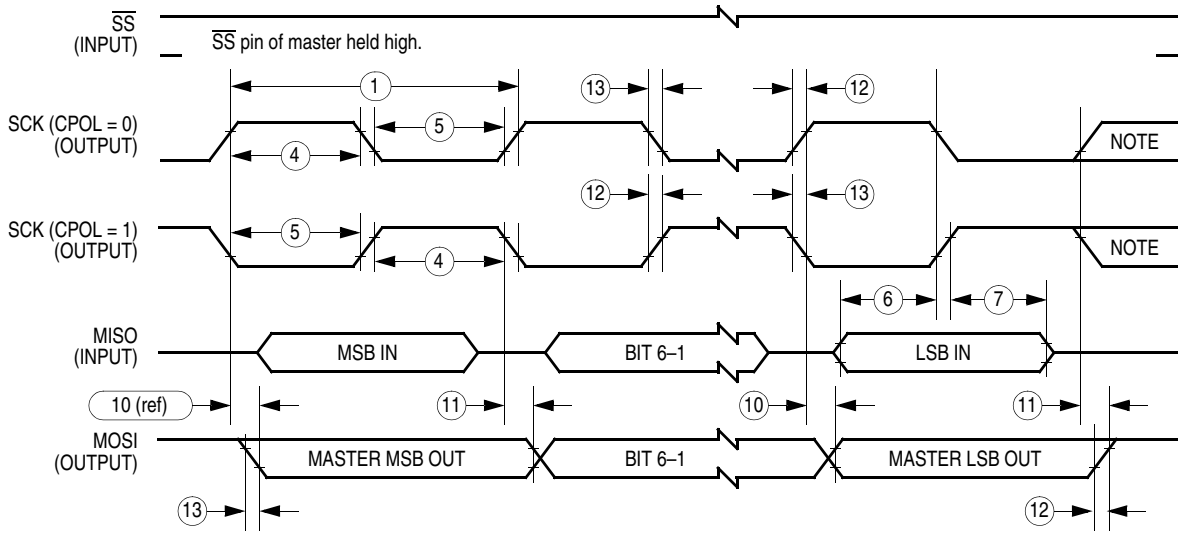 SS
(INPUT)
SS pin of master held high.
1
13
12
SCK (CPOL = 0)
(OUTPUT)
5
4
NOTE
12
13
SCK (CPOL = 1)
(OUTPUT)
5
4
NOTE
6
7
MISO
(INPUT)
MSB IN
BIT 6–1
LSB IN
10 (ref)
11
10
11
MOSI
(OUTPUT)
MASTER MSB OUT
BIT 6–1
MASTER LSB OUT
13
12